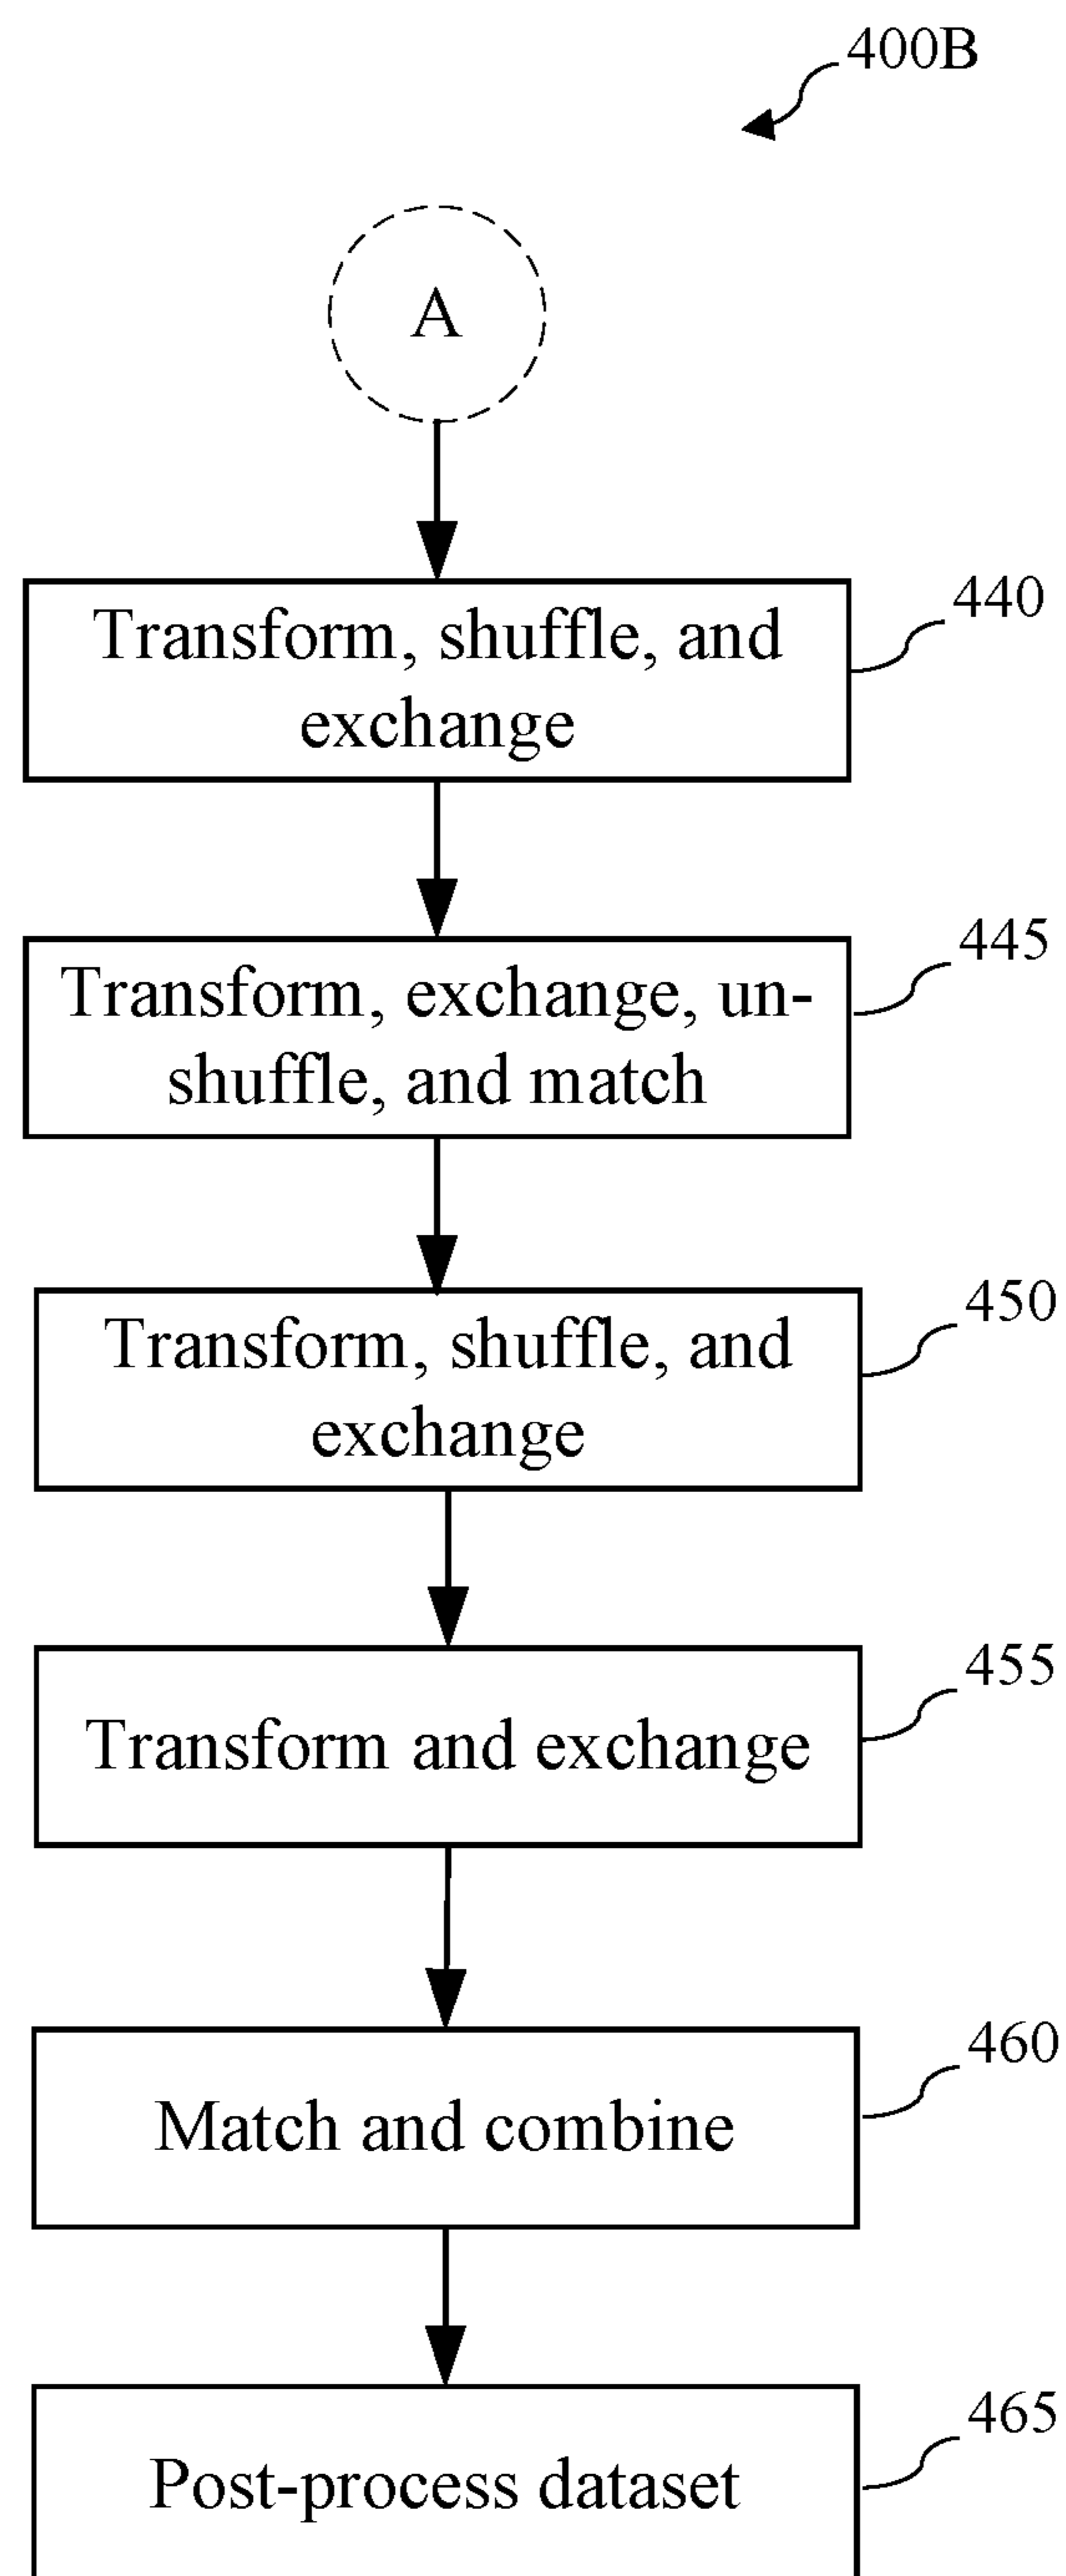 400B
A
Transform, shuffle, and
exchange
440
Transform, exchange, un-
shuffle, and match
445
Transform, shuffle, and
exchange
450
Transform and exchange
455
Match and combine
460
Post-process dataset
465